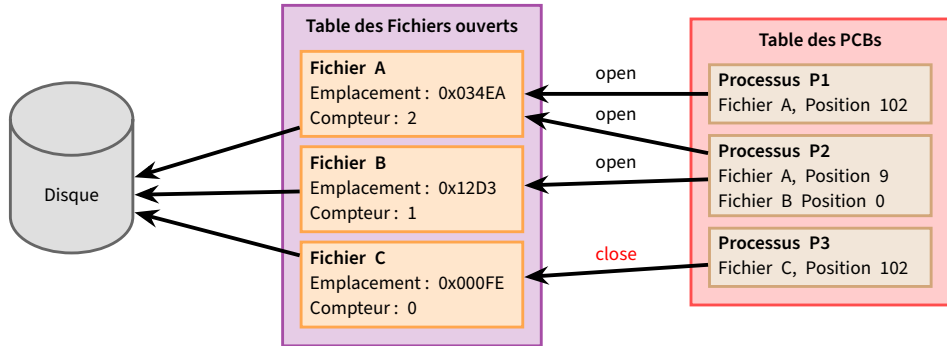 Disque
Table des Fichiers ouverts
Fichier A
Emplacement : 0x034EA
Compteur : 2
Fichier B
Emplacement : 0x12D3
Compteur : 1
Fichier C
Emplacement : 0x000FE
Compteur : 0
open
open
open
close
Table des PCBs
Processus P1
Fichier A, Position 102
Processus P2
Fichier A, Position 9
Fichier B Position 0
Processus P3
Fichier C, Position 102